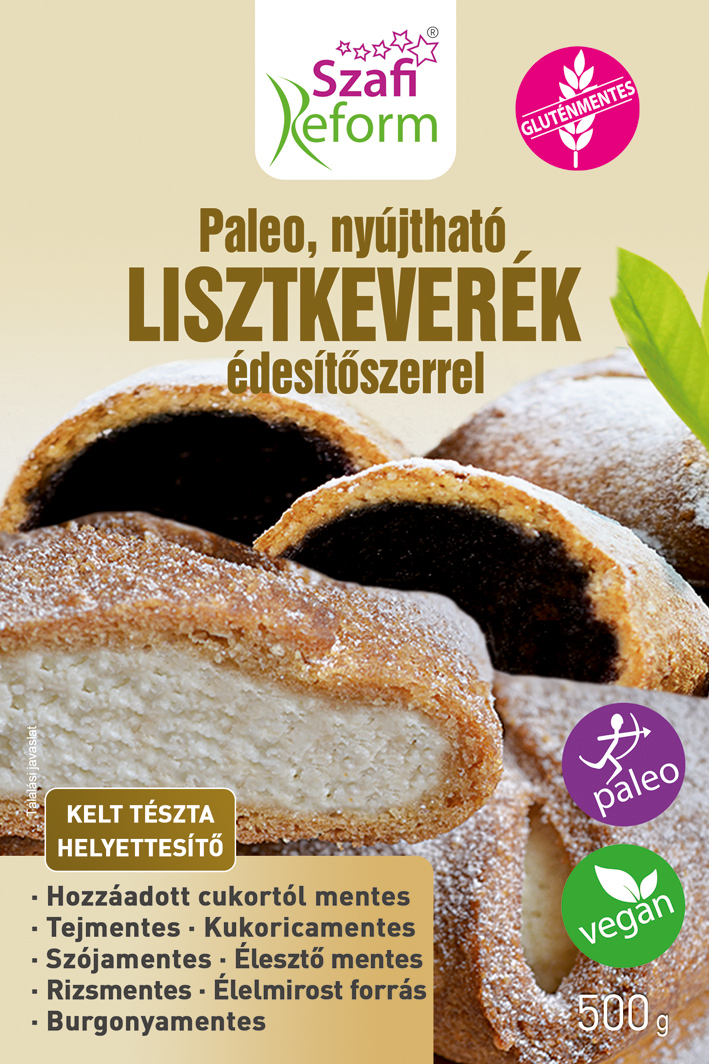 Szafi®
Reform
GLUTÉNMENTES
Paleo, nyújtható
LISZTKEVERÉK
édesítőszerrel
Tálalási javaslat
paleo
KELT TÉSZTA
HELYETTESÍTŐ
vegan
· Hozzáadott cukortól mentes
· Tejmentes · Kukoricamentes
· Szójamentes · Élesztő mentes
· Rizsmentes · Élelmirost forrás
· Burgonyamentes
500 g